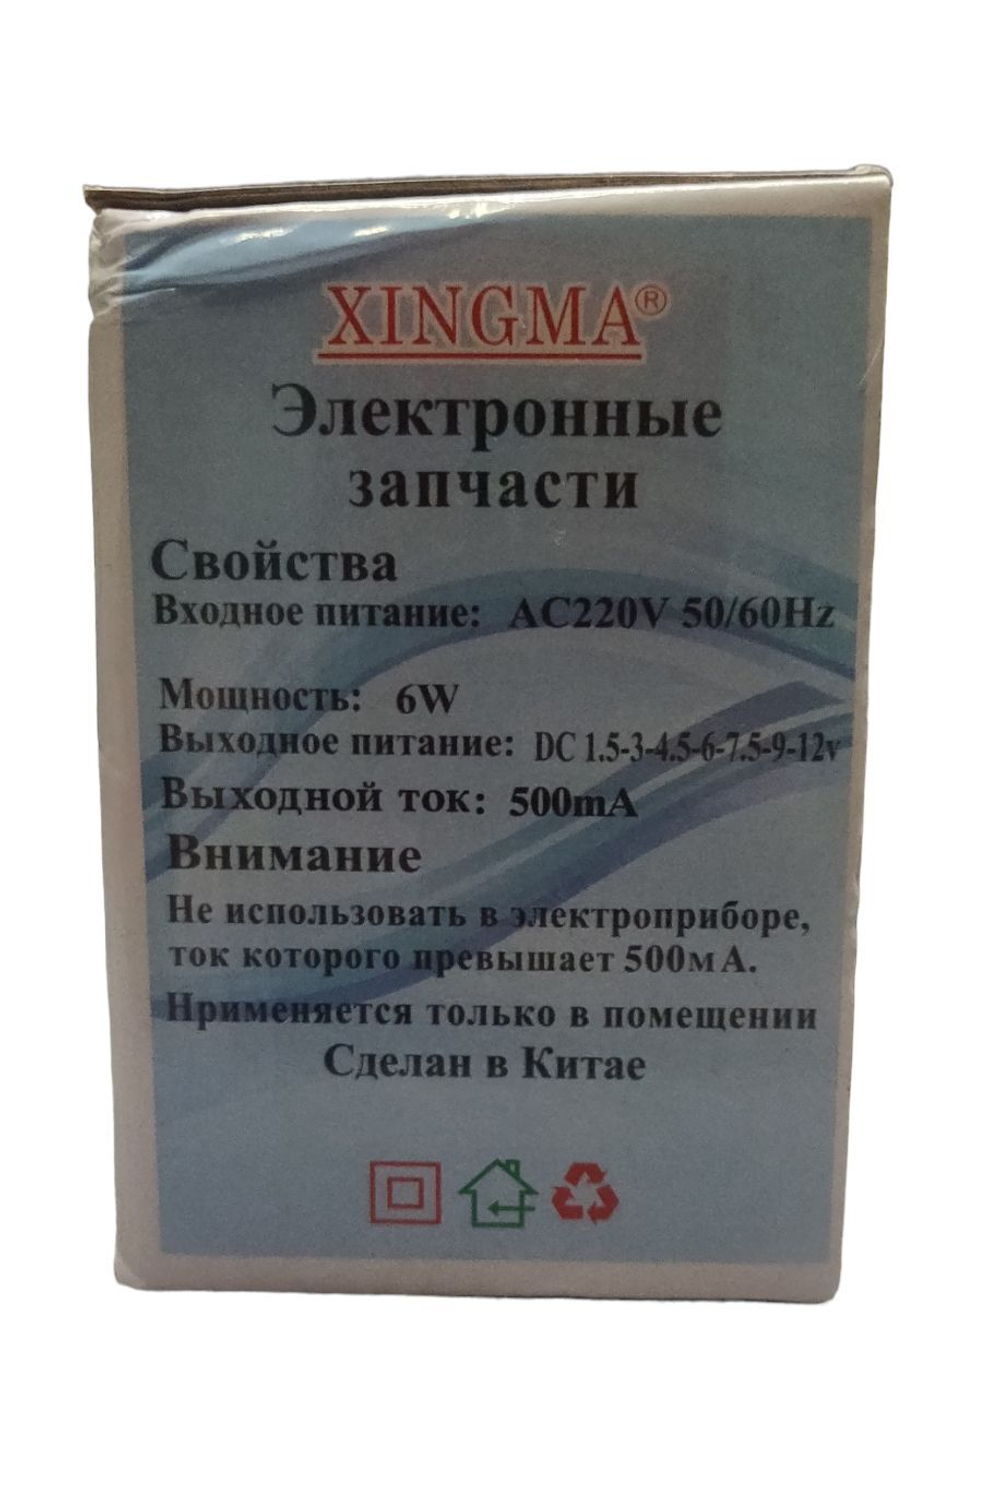 XINGMA®
Электронные
запчасти
Свойства
Входное питание: AC220V 50/60Hz
Мощность: 6W
Выходное питание: DC 1.5-3-4.5-6-7.5-9-12v
Выходной ток: 500mA
Внимание
Не использовать в электроприборе,
ток которого превышает 500мА.
Нрименяется только в помещении
Сделан в Китае